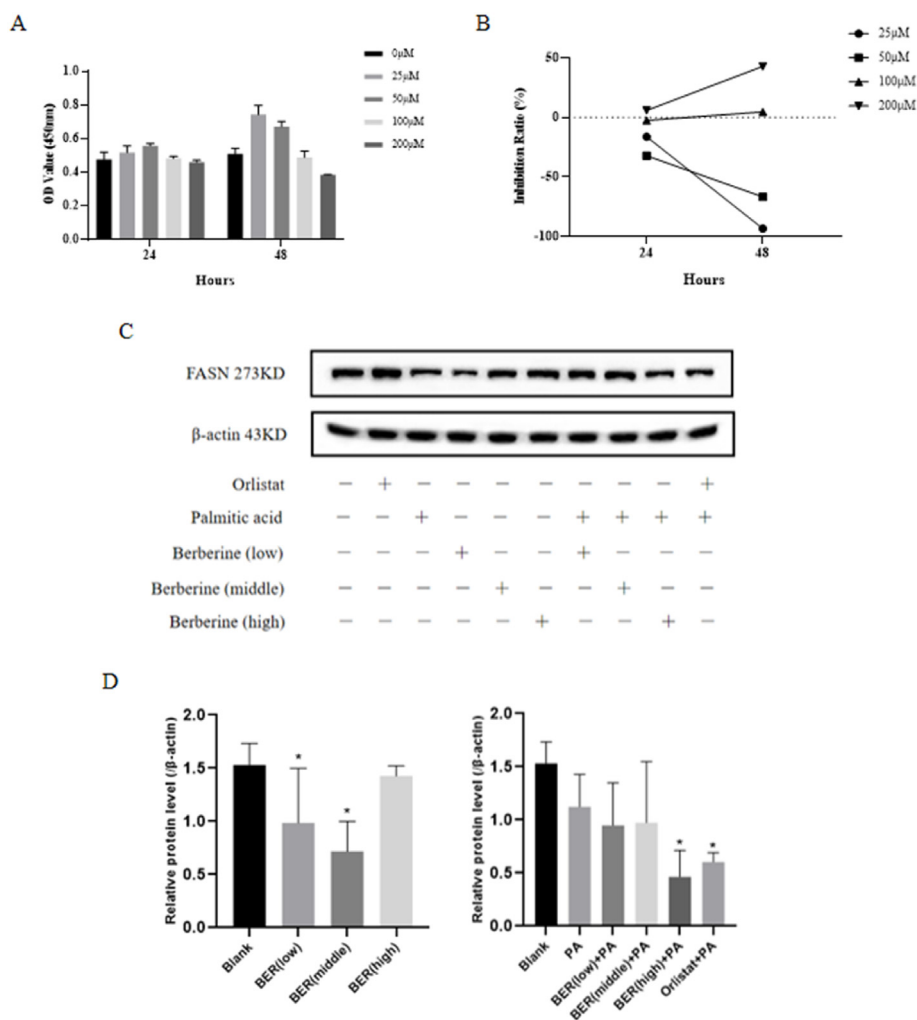 A
B
1.0
0.8
0.6
0.4
0.2
0.0
OD Value (450nm)
24
48
Hours
0μM
25μM
50μM
100μM
200μM
50
0
-50
-100
Inhibition Ratio (%)
24
48
Hours
25μM
50μM
100μM
200μM
C
FASN 273KD
β-actin 43KD
Orlistat − + − − − − − − − +
Palmitic acid − − + − − − + + + +
Berberine (low) − − − + − − + − − −
Berberine (middle) − − − − + − − + − −
Berberine (high) − − − − − + − − + −
D
2.0
1.5
1.0
0.5
0.0
Relative protein level (/β-actin)
*
*
Blank
BER(low)
BER(middle)
BER(high)
2.0
1.5
1.0
0.5
0.0
Relative protein level (/β-actin)
*
*
Blank
PA
BER(low)+PA
BER(middle)+PA
BER(high)+PA
Orlistat+PA